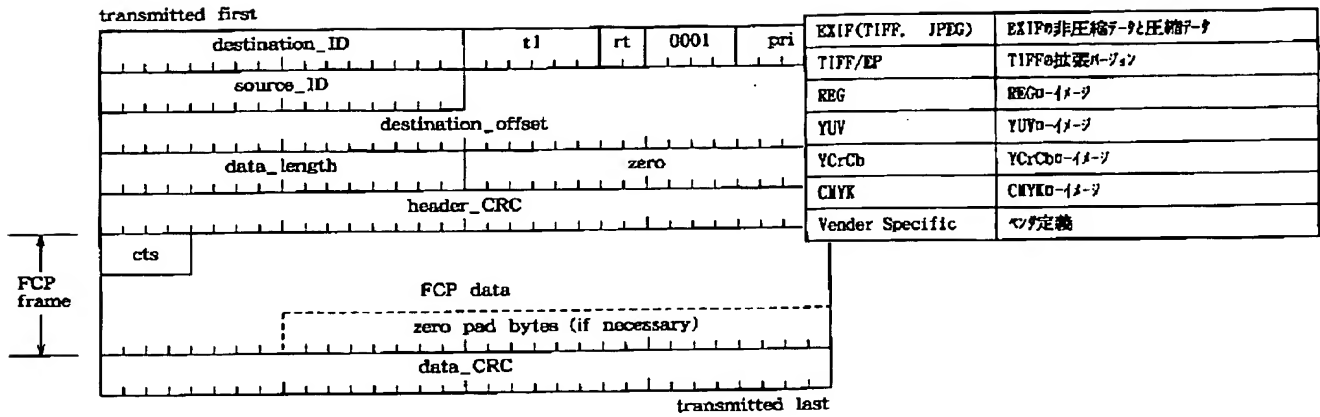 transmitted first
destination_ID tl rt 0001 pri
source_ID
destination_offset
data_length zero
header_CRC
cts
FCP
frame
FCP data
zero pad bytes (if necessary)
data_CRC
transmitted last
EXIF(TIFF, JPEG) EXIFの非圧縮データと圧縮データ
TIFF/EP TIFFの拡張バージョン
REG REGローイメージ
YUV YUVローイメージ
YCrCb YCrCbローイメージ
CMYK CMYKローイメージ
Vender Specific ベンダ定義